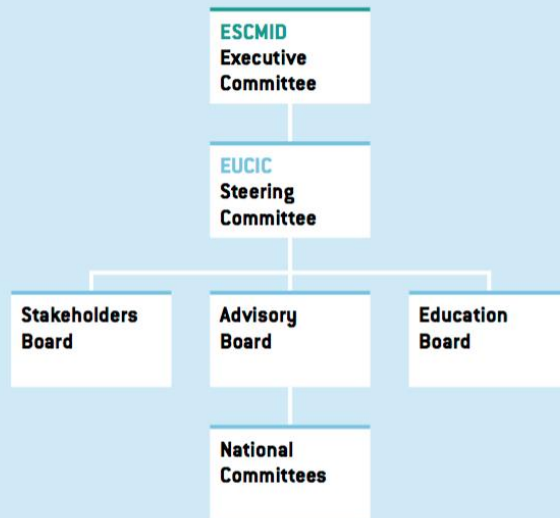 ESCMID
Executive
Committee
EUCIC
Steering
Committee
Stakeholders
Board
Advisory
Board
Education
Board
National
Committees